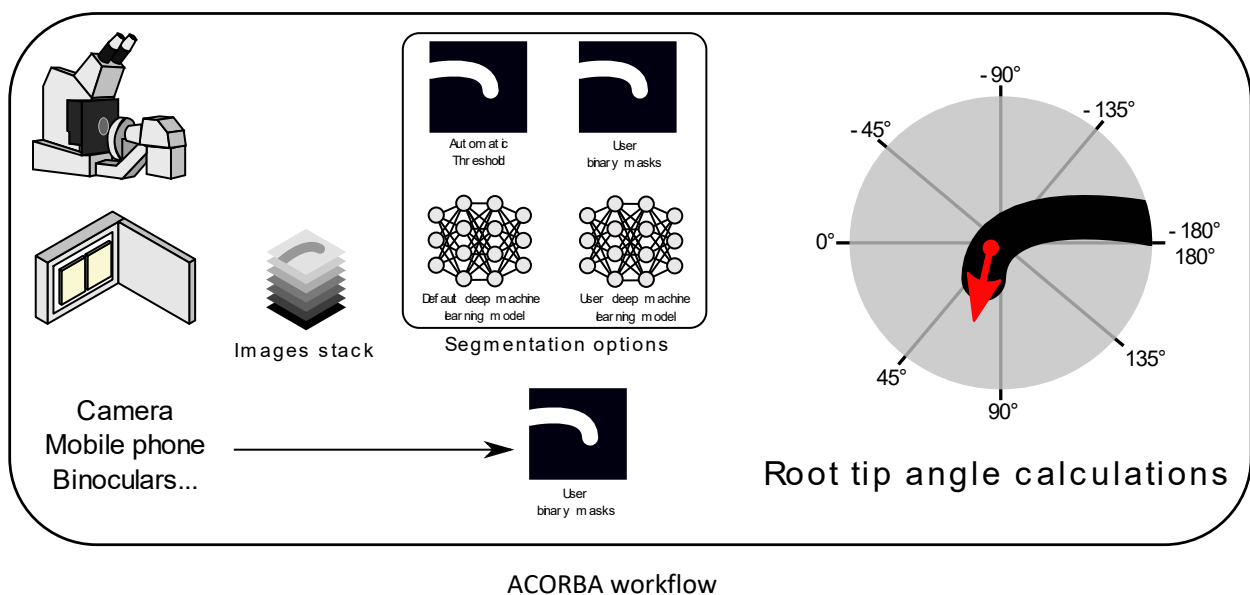 Automatic
Threshold
User
binary masks
Defaut deep machine
learning model
User deep machine
learning model
Images stack
Segmentation options
Camera
Mobile phone
Binoculars...
User
binary masks
- 90°
- 45°
- 135°
0°
- 180°
180°
45°
135°
90°
Root tip angle calculations
ACORBA workflow